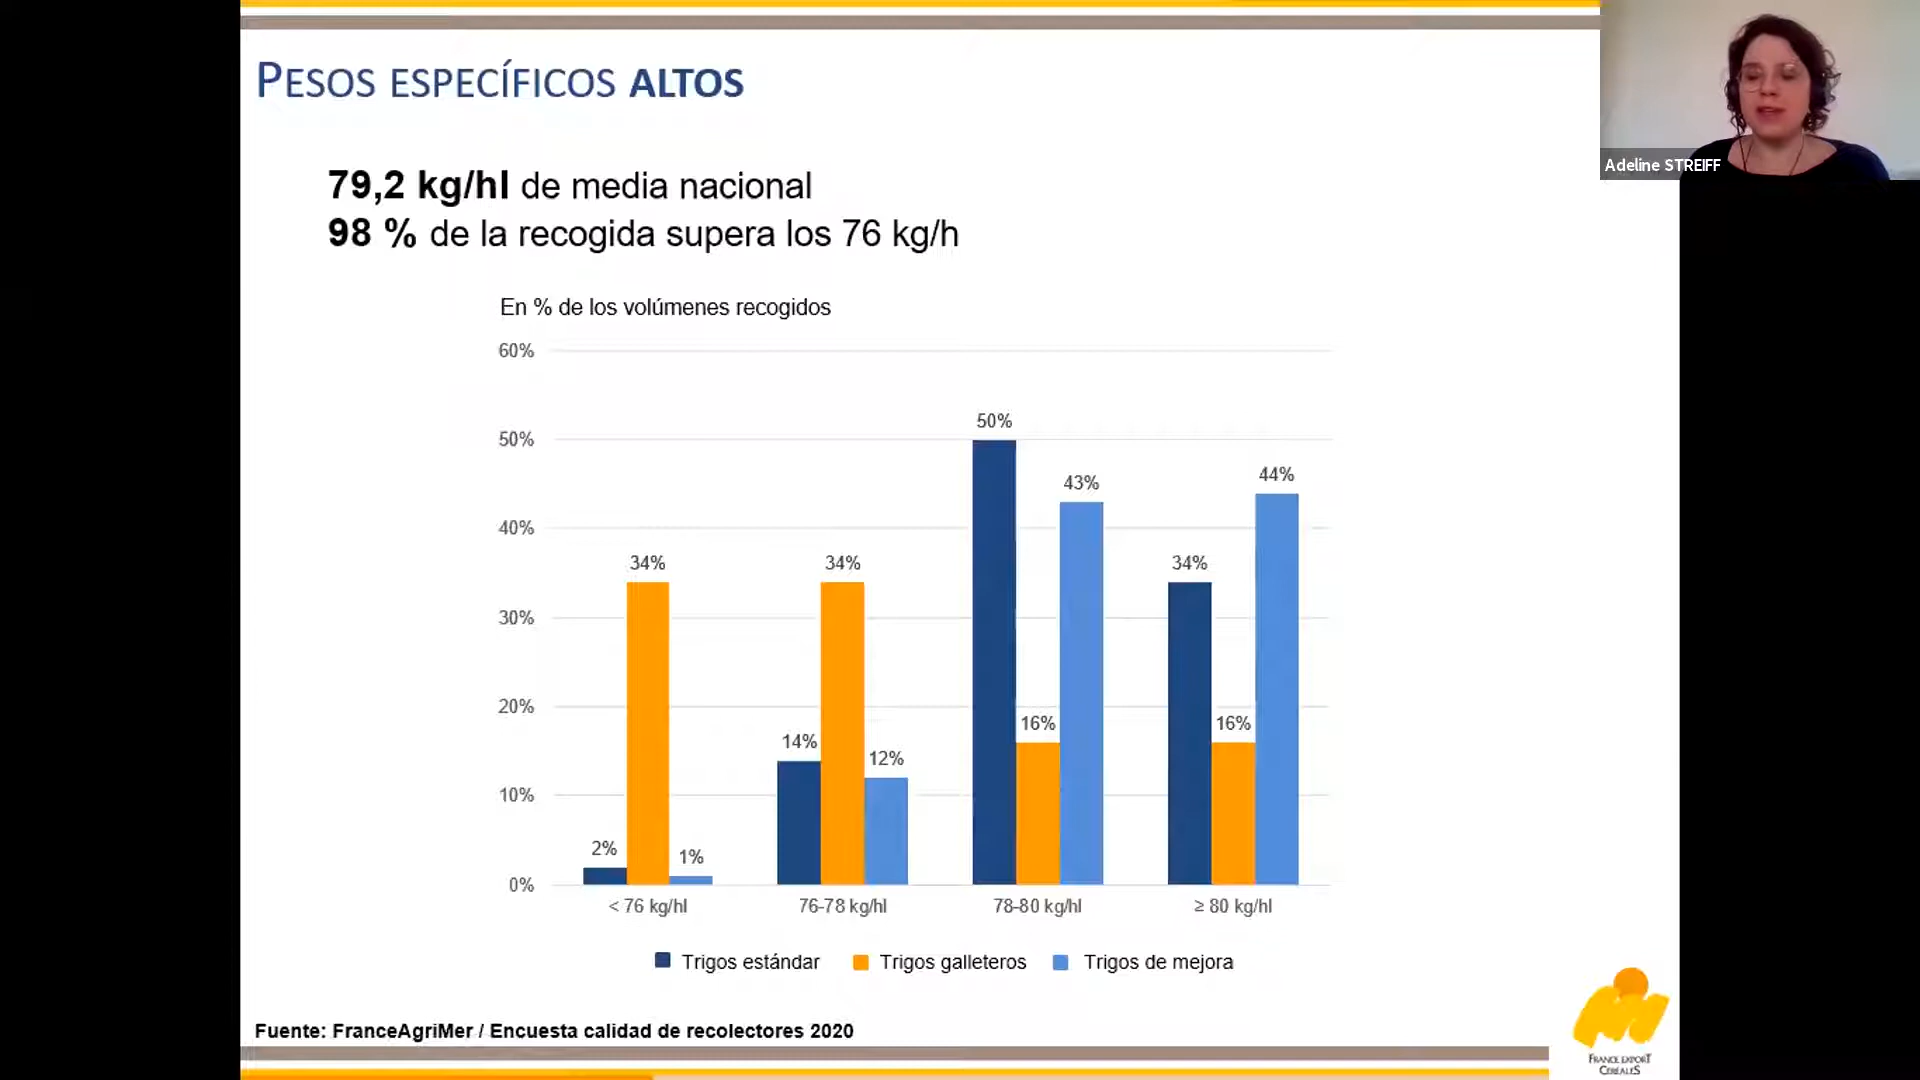 PESOS ESPECÍFICOS ALTOS
Adeline STREIFF
79,2 kg/hl de media nacional
98 % de la recogida supera los 76 kg/h
En % de los volúmenes recogidos
60%
50%
40%
30%
20%
10%
0%
2%
34%
1%
14%
34%
12%
50%
16%
43%
34%
16%
44%
< 76 kg/hl
76-78 kg/hl
78-80 kg/hl
≥ 80 kg/hl
Trigos estándar
Trigos galleteros
Trigos de mejora
Fuente: FranceAgriMer / Encuesta calidad de recolectores 2020
FRANCE EXPORT
CÉRÉALES